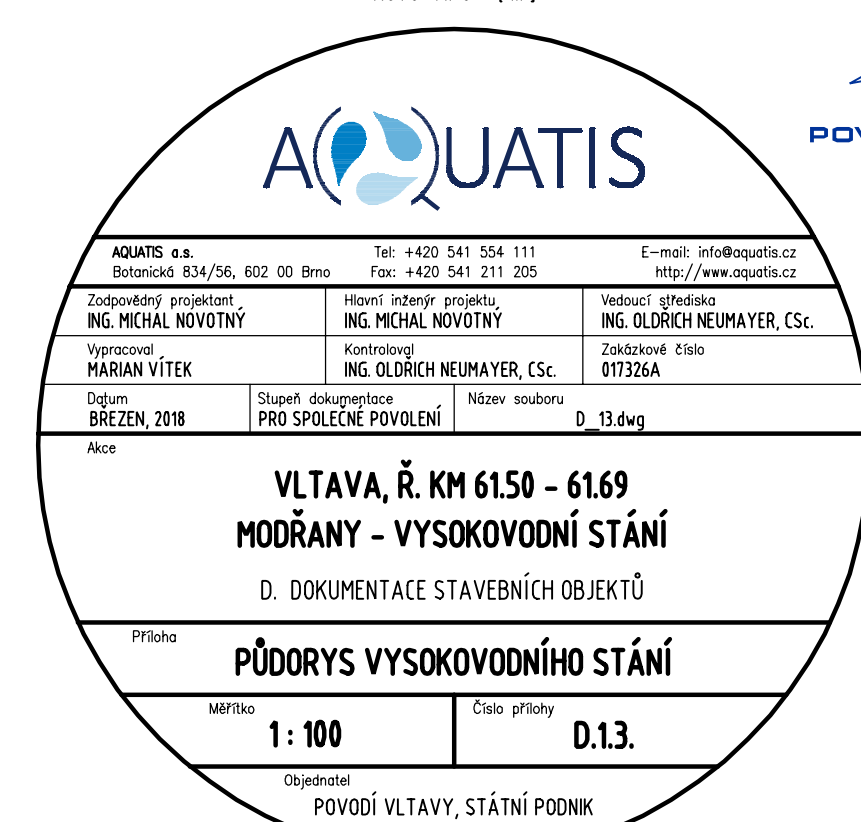 AQUATIS
POV
AQUATIS a.s. Tel: +420 541 554 111 E-mail: info@aquatis.cz
Botanická 834/56, 602 00 Brno Fax: +420 541 211 205 http://www.aquatis.cz
Zodpovědný projektant Hlavní inženýr projektu Vedoucí střediska
ING. MICHAL NOVOTNÝ ING. MICHAL NOVOTNÝ ING. OLDŘICH NEUMAYER, CSc.
Vypracoval Kontroloval Zakázkové číslo
MARIAN VÍTEK ING. OLDŘICH NEUMAYER, CSc. 017326A
Datum Stupeň dokumentace Název souboru
BŘEZEN, 2018 PRO SPOLEČNÉ POVOLENÍ D_13.dwg
Akce
VLTAVA, Ř. KM 61.50 - 61.69
MODŘANY - VYSOKOVODNÍ STÁNÍ
D. DOKUMENTACE STAVEBNÍCH OBJEKTŮ
Příloha
PŮDORYS VYSOKOVODNÍHO STÁNÍ
Měřítko Číslo přílohy
1 : 100 D.1.3.
Objednatel
POVODÍ VLTAVY, STÁTNÍ PODNIK